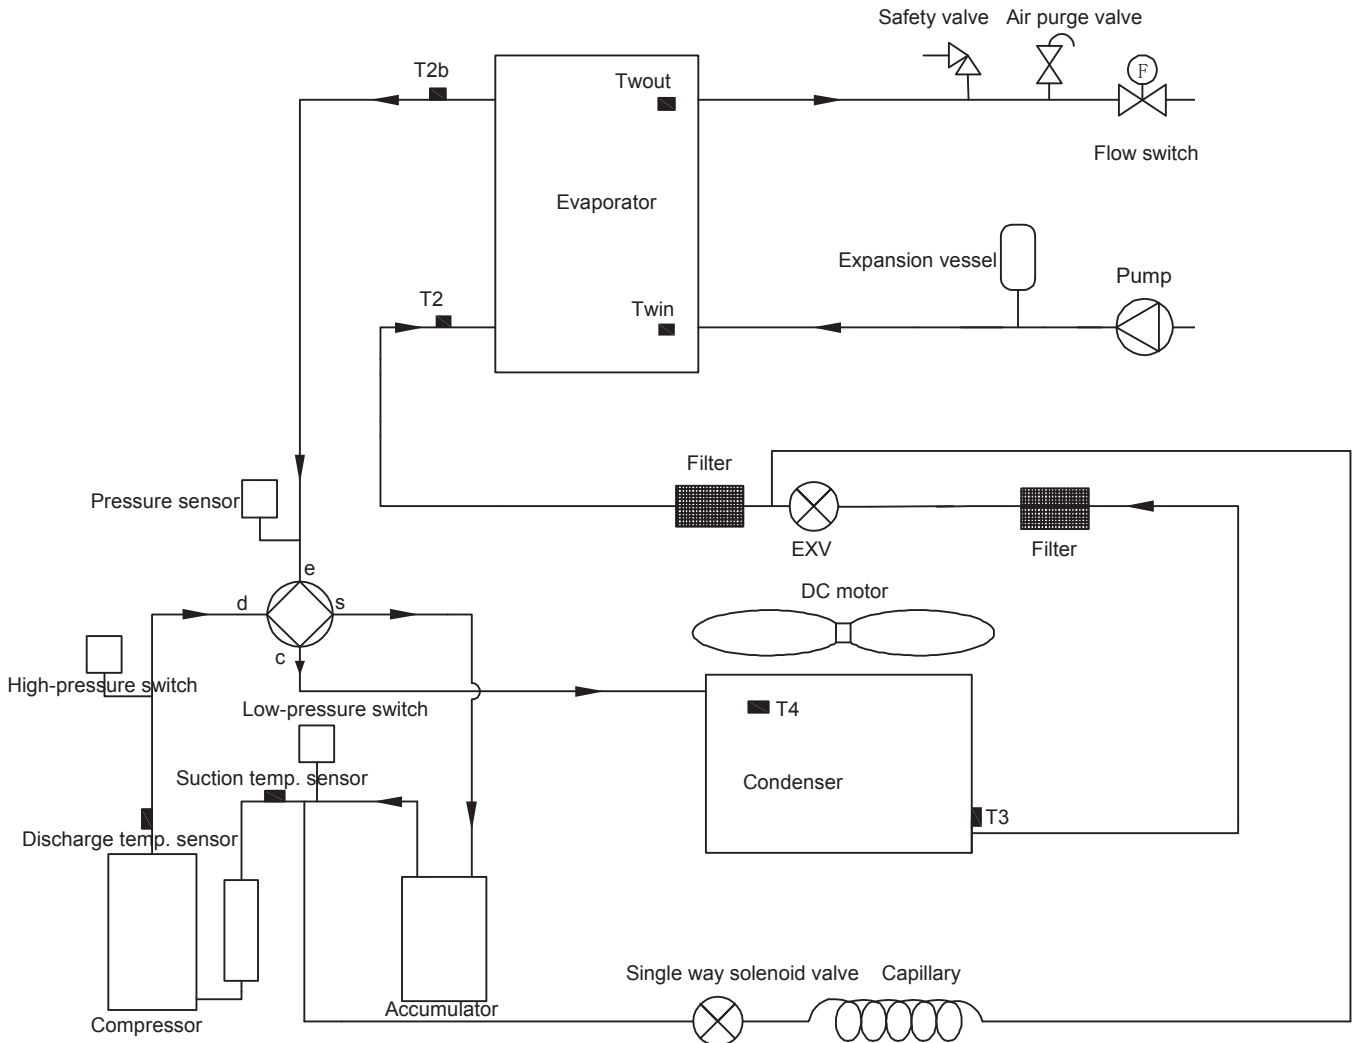 Safety valve
Air purge valve
T2b
Twout
F
Flow switch
Evaporator
Expansion vessel
Pump
T2
Twin
Filter
Pressure sensor
EXV
Filter
e
DC motor
d
s
c
High-pressure switch
Low-pressure switch
T4
Suction temp. sensor
Condenser
T3
Discharge temp. sensor
Single way solenoid valve
Capillary
Accumulator
Compressor